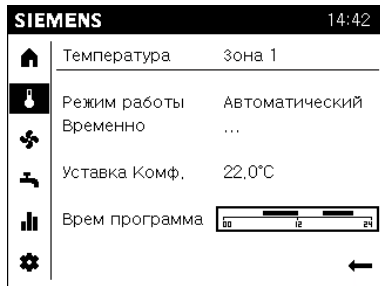 SIEMENS 14:42
Температура Зона 1
Режим работы Автоматический
Временно ...
Уставка Комф. 22,0°C
Врем программа 00 12 24